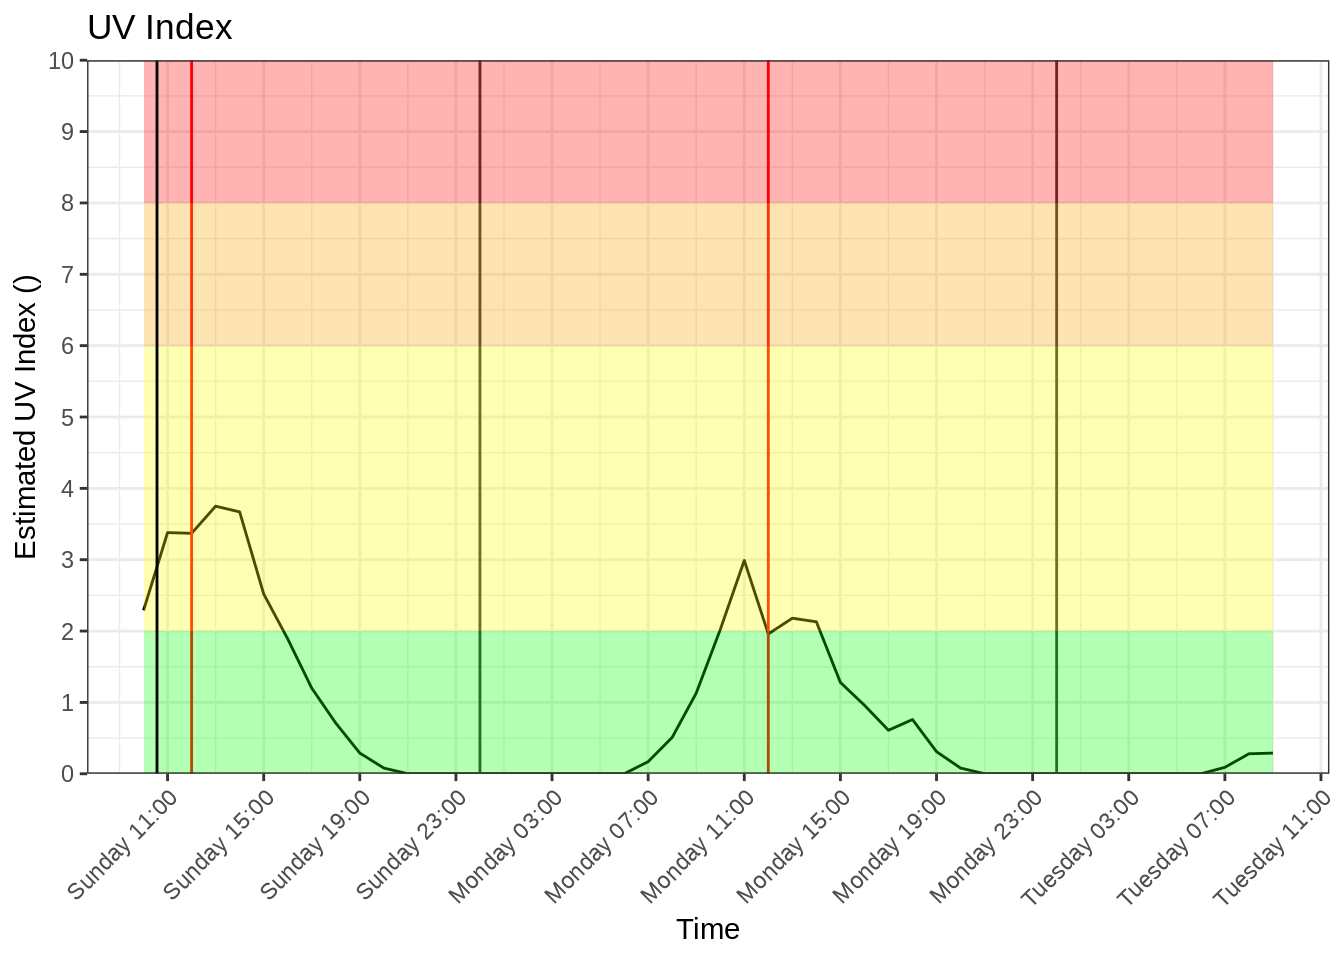 UV Index
Estimated UV Index ()
10
9
8
7
6
5
4
3
2
1
0
Sunday 11:00
Sunday 15:00
Sunday 19:00
Sunday 23:00
Monday 03:00
Monday 07:00
Monday 11:00
Monday 15:00
Monday 19:00
Monday 23:00
Tuesday 03:00
Tuesday 07:00
Tuesday 11:00
Time